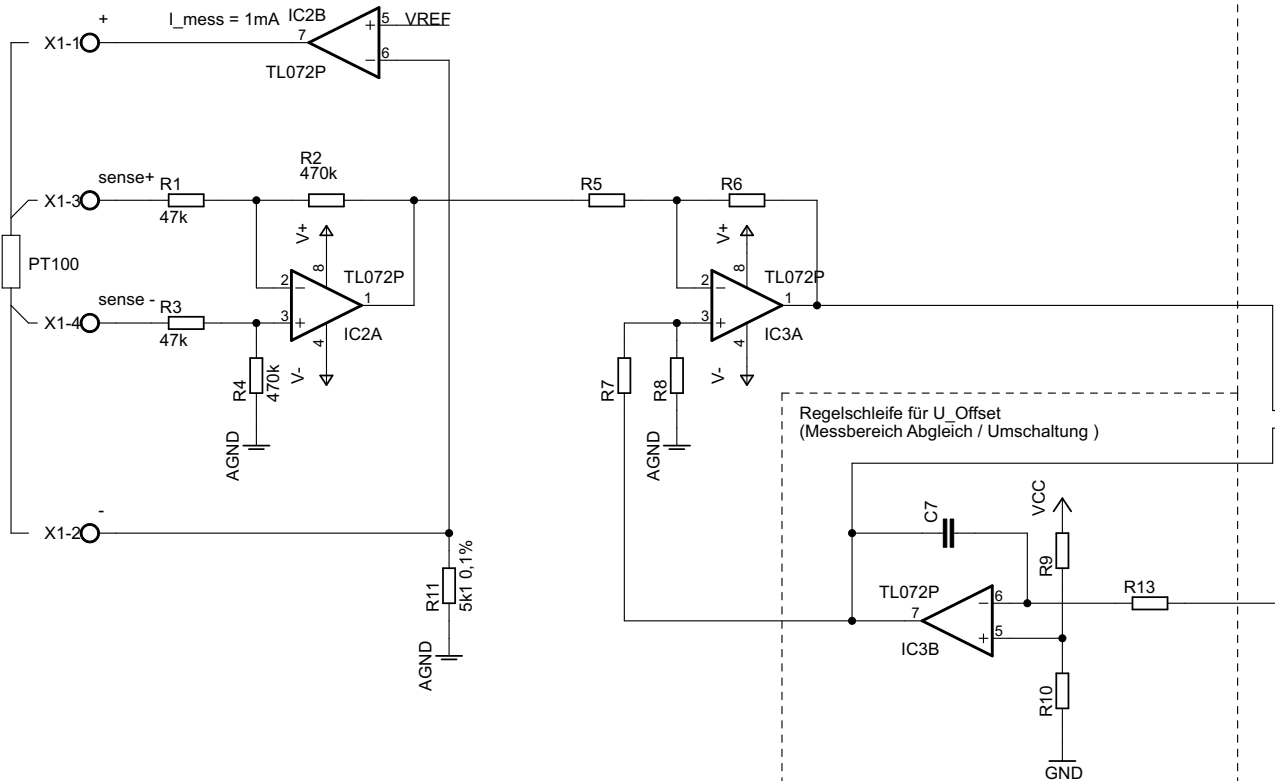 +
I_mess = 1mA
IC2B
5
VREF
7
X1-1
+
6
−
TL072P
sense+
R1
R2
470k
R5
R6
X1-3
47k
V+
V+
8
TL072P
8
TL072P
PT100
2
−
1
2
−
1
sense -
R3
3
+
3
+
X1-4
47k
IC2A
IC3A
4
4
R4
470k
V-
R7
R8
V-
Regelschleife für U_Offset
(Messbereich Abgleich / Umschaltung )
AGND
AGND
-
X1-2
C7
VCC
R9
R11
5k1 0,1%
TL072P
R13
7
−
6
+
5
IC3B
AGND
R10
GND